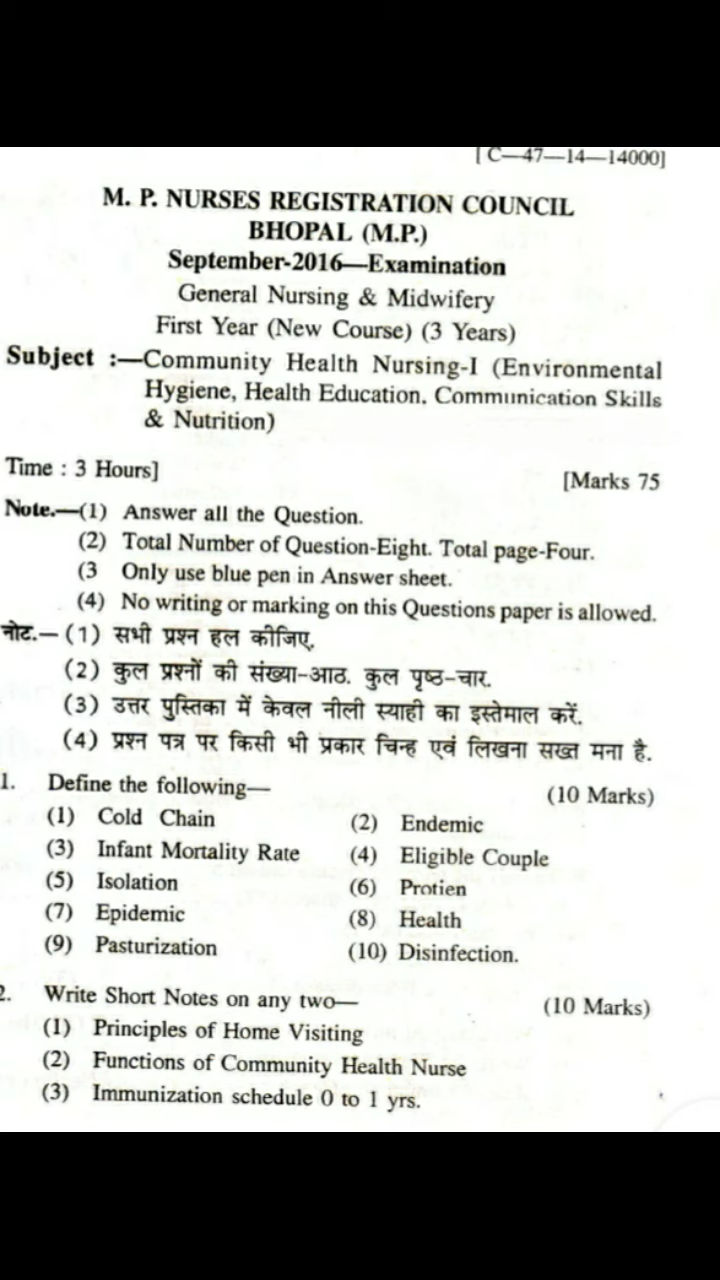 [ C—47—14—14000]
M. P. NURSES REGISTRATION COUNCIL
BHOPAL (M.P.)
September-2016—Examination
General Nursing & Midwifery
First Year (New Course) (3 Years)
Subject :—Community Health Nursing-I (Environmental
Hygiene, Health Education, Communication Skills
& Nutrition)
Time : 3 Hours] [Marks 75
Note.—(1) Answer all the Question.
(2) Total Number of Question-Eight. Total page-Four.
(3 Only use blue pen in Answer sheet.
(4) No writing or marking on this Questions paper is allowed.
नोट.— (1) सभी प्रश्न हल कीजिए.
(2) कुल प्रश्नों की संख्या-आठ. कुल पृष्ठ-चार.
(3) उत्तर पुस्तिका में केवल नीली स्याही का इस्तेमाल करें.
(4) प्रश्न पत्र पर किसी भी प्रकार चिन्ह एवं लिखना सख्त मना है.
1. Define the following— (10 Marks)
(1) Cold Chain (2) Endemic
(3) Infant Mortality Rate (4) Eligible Couple
(5) Isolation (6) Protien
(7) Epidemic (8) Health
(9) Pasturization (10) Disinfection.
2. Write Short Notes on any two— (10 Marks)
(1) Principles of Home Visiting
(2) Functions of Community Health Nurse
(3) Immunization schedule 0 to 1 yrs.